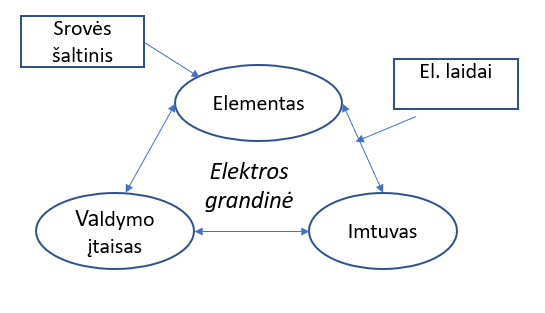 Srovės
šaltinis
El. laidai
Elementas
Elektros
grandinė
Valdymo
įtaisas
Imtuvas